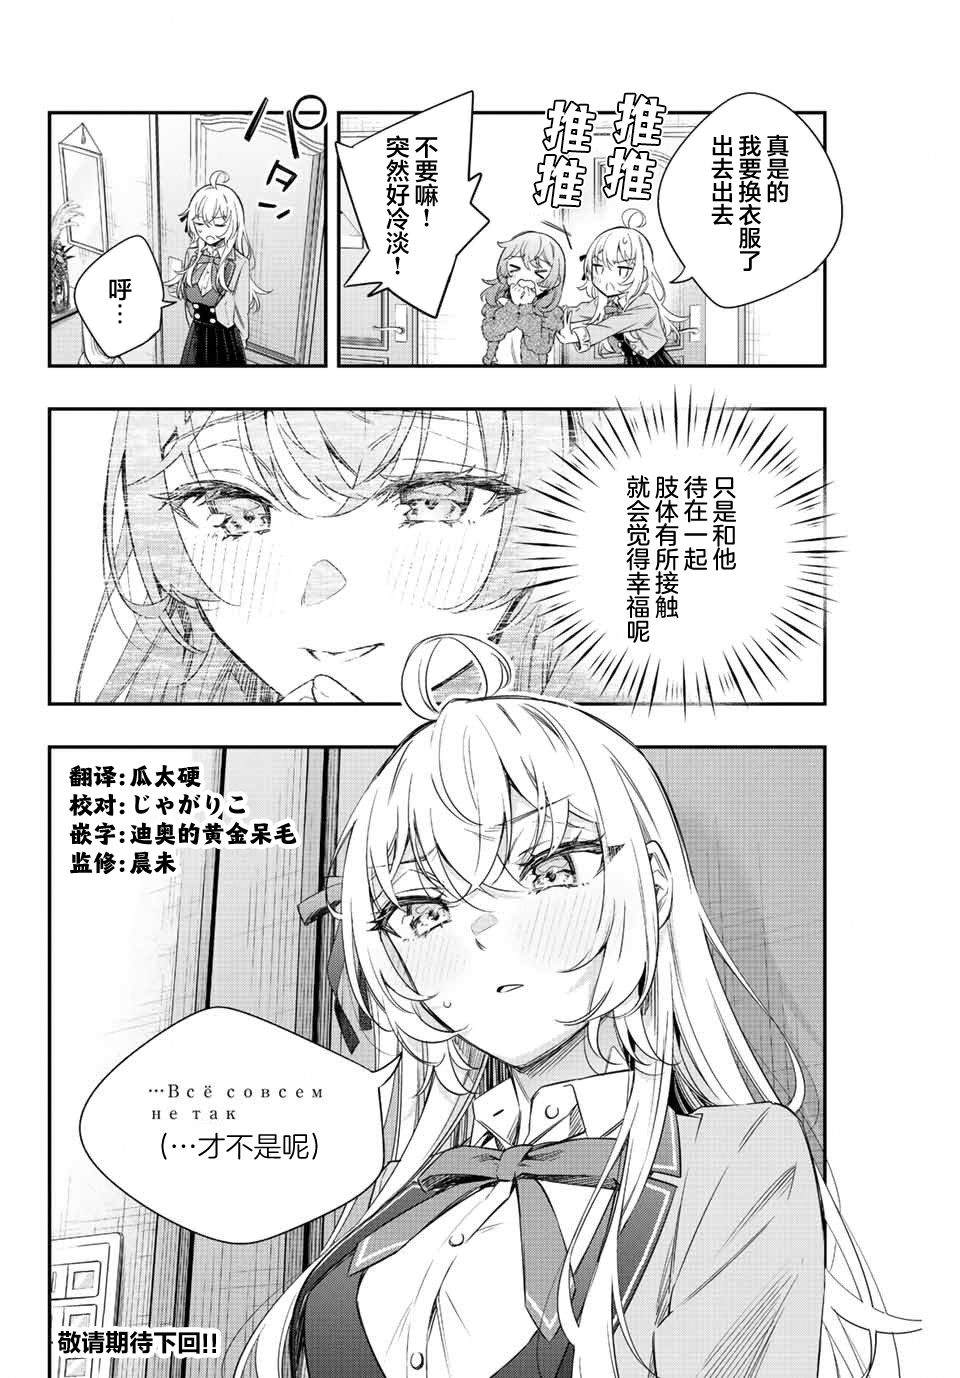 真是的
我要换衣服了
出去出去
推推
推推
不要嘛！
突然好冷淡！
バタン
呼…
只是和他
待在一起
肢体有所接触
就会觉得幸福呢
翻译:瓜太硬
校对:じゃがりこ
嵌字:迪奥的黄金呆毛
监修:晨未
…Всё совсем
не так
(…才不是呢)
敬请期待下回!!